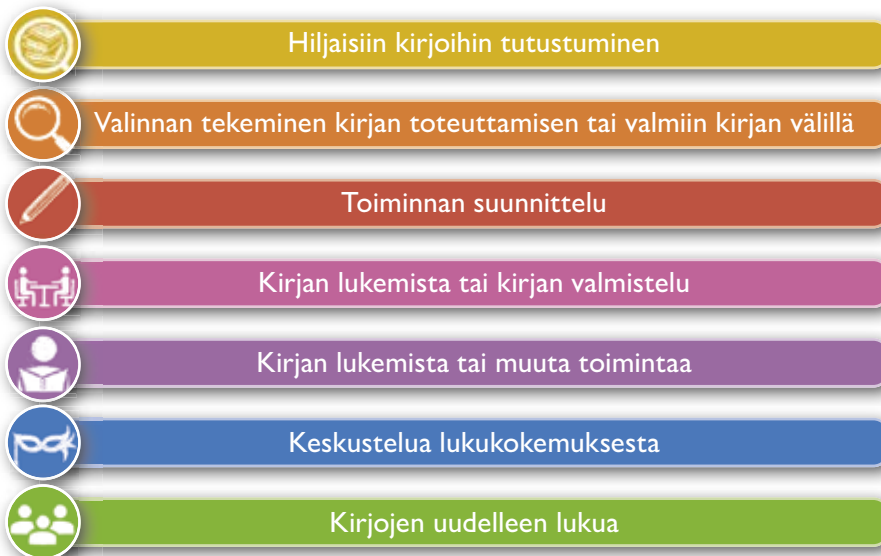 Hiljaisiin kirjoihin tutustuminen
Valinnan tekeminen kirjan toteuttamisen tai valmiin kirjan välillä
Toiminnan suunnittelu
Kirjan lukemista tai kirjan valmistelu
Kirjan lukemista tai muuta toimintaa
Keskustelua lukukokemuksesta
Kirjojen uudelleen lukua